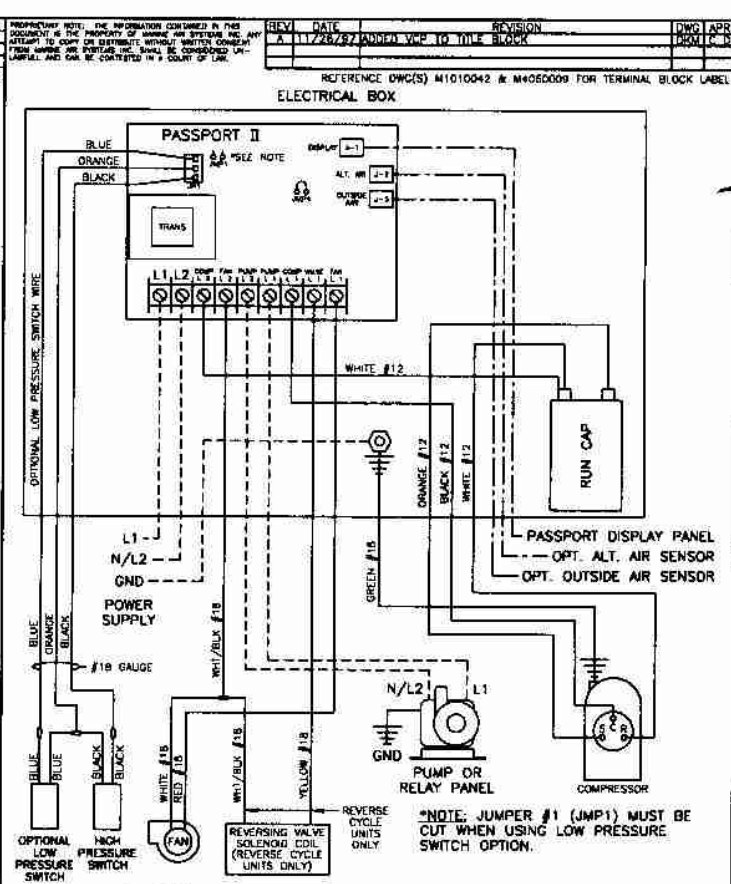 PROPRIETARY NOTE: THE INFORMATION CONTAINED IN THIS
DOCUMENT IS THE PROPERTY OF MARINE AIR SYSTEMS INC. ANY
ATTEMPT TO COPY OR DISTRIBUTE WITHOUT WRITTEN CONSENT
FROM MARINE AIR SYSTEMS INC. SHALL BE CONSIDERED UN-
LAWFULL AND CAN BE CONTESTED IN A COURT OF LAW.
REV DATE REVISION DWG APR
A 11/26/97 ADDED VCP TO TITLE BLOCK DKM
REFERENCE DWG(S) M1010042 & M4060009 FOR TERMINAL BLOCK LABEL
ELECTRICAL BOX
PASSPORT II
BLUE
ORANGE
BLACK
JMP1
*SEE NOTE
DISPLAY J-1
ALT. AIR J-2
OUTSIDE AIR J-3
JMP4
TRANS
L1 L2 COMP FAN PUMP PUMP COMP VALVE FAN
OPTIONAL LOW PRESSURE SWITCH WIRE
WHITE #12
RUN CAP
ORANGE #12
BLACK #12
WHITE #12
L1
N/L2
GND
POWER
SUPPLY
GREEN #16
PASSPORT DISPLAY PANEL
OPT. ALT. AIR SENSOR
OPT. OUTSIDE AIR SENSOR
BLUE
ORANGE
BLACK
#18 GAUGE
WHT/BLK #18
N/L2
L1
GND
PUMP OR
RELAY PANEL
S C R
COMPRESSOR
BLUE
BLUE
BLACK
BLACK
WHITE #18
RED #18
WHT/BLK #18
YELLOW #18
OPTIONAL
LOW
PRESSURE
SWITCH
HIGH
PRESSURE
SWITCH
FAN
REVERSING VALVE
SOLENOID COIL
(REVERSE CYCLE
UNITS ONLY)
REVERSE
CYCLE
UNITS
ONLY
*NOTE: JUMPER #1 (JMP1) MUST BE
CUT WHEN USING LOW PRESSURE
SWITCH OPTION.